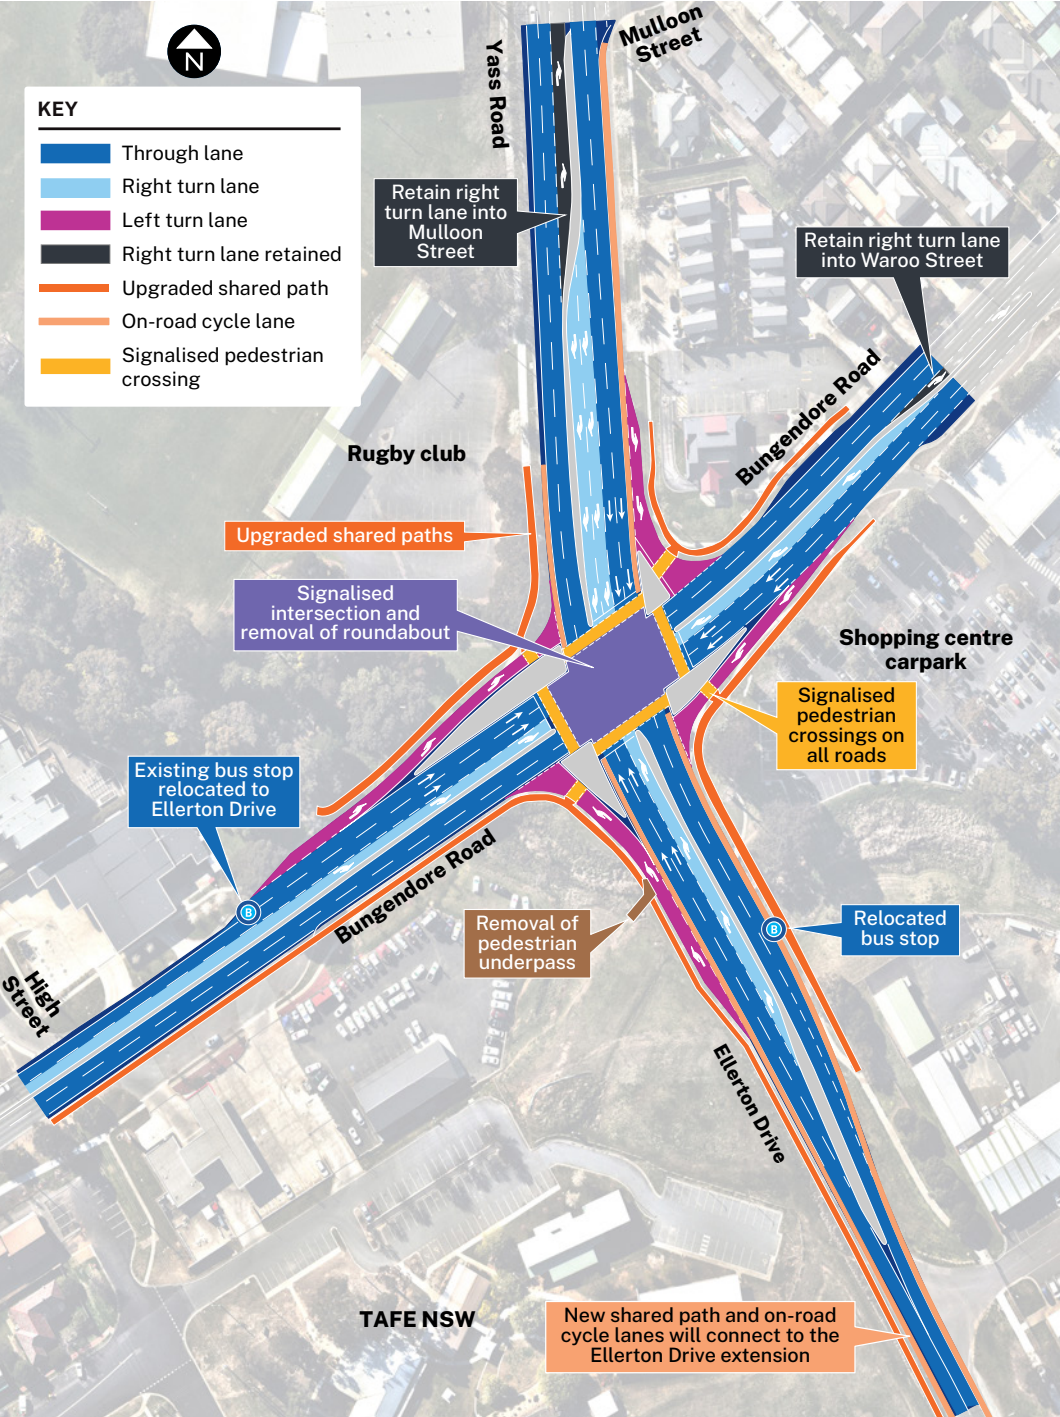 Mulloon
Street
Yass Road
N
KEY
Through lane
Right turn lane
Left turn lane
Right turn lane retained
Upgraded shared path
On-road cycle lane
Signalised pedestrian
crossing
Retain right
turn lane into
Mulloon
Street
Retain right turn lane
into Waroo Street
Bungendore Road
Rugby club
Upgraded shared paths
Signalised
intersection and
removal of roundabout
Shopping centre
carpark
Signalised
pedestrian
crossings on
all roads
Existing bus stop
relocated to
Ellerton Drive
B
Bungendore Road
Removal of
pedestrian
underpass
B
Relocated
bus stop
High
Street
Ellerton Drive
TAFE NSW
New shared path and on-road
cycle lanes will connect to the
Ellerton Drive extension